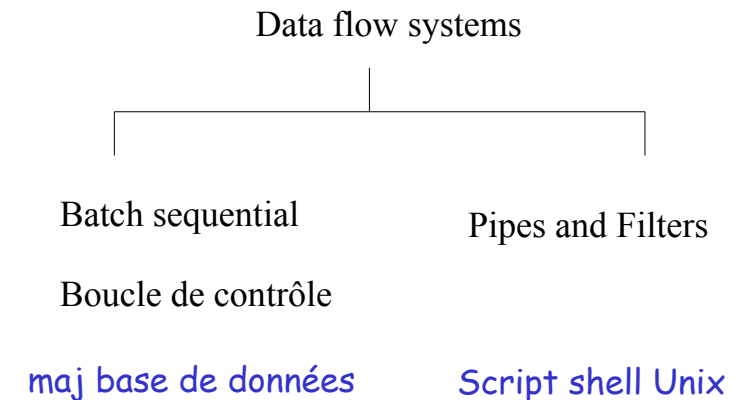 Data flow systems
Batch sequential
Pipes and Filters
Boucle de contrôle
maj base de données
Script shell Unix